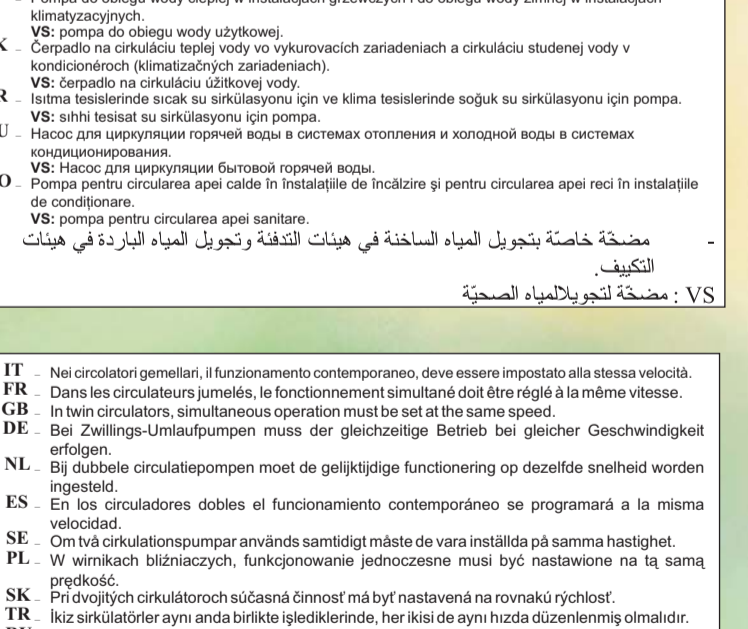 klimatyzacyjnych.
VS: pompa do obiegu wody użytkowej.
K – Čerpadlo na cirkuláciu teplej vody vo vykurovacích zariadeniach a cirkuláciu studenej vody v
kondicionéroch (klimatizačných zariadeniach).
VS: čerpadlo na cirkuláciu úžitkovej vody.
R – Isıtma tesislerinde sıcak su sirkülasyonu için ve klima tesislerinde soğuk su sirkülasyonu için pompa.
VS: sıhhi tesisat su sirkülasyonu için pompa.
U – Насос для циркуляции горячей воды в системах отопления и холодной воды в системах
кондиционирования.
VS: Насос для циркуляции бытовой горячей воды.
O – Pompa pentru circularea apei calde în înstalațiile de încălzire şi pentru circularea apei reci în instalațiile
de condiționare.
VS: pompa pentru circularea apei sanitare.
- مضخّة خاصّة بتجويل المياه الساخنة في هيئات التدفئة وتجويل المياه الباردة في هيئات
التكييف.
VS : مضخّة لتجويلالمياه الصحيّة
IT – Nei circolatori gemellari, il funzionamento contemporaneo, deve essere impostato alla stessa velocità.
FR – Dans les circulateurs jumelés, le fonctionnement simultané doit être réglé à la même vitesse.
GB – In twin circulators, simultaneous operation must be set at the same speed.
DE – Bei Zwillings-Umlaufpumpen muss der gleichzeitige Betrieb bei gleicher Geschwindigkeit
erfolgen.
NL – Bij dubbele circulatiepompen moet de gelijktijdige functionering op dezelfde snelheid worden
ingesteld.
ES – En los circuladores dobles el funcionamiento contemporáneo se programará a la misma
velocidad.
SE – Om två cirkulationspumpar används samtidigt måste de vara inställda på samma hastighet.
PL – W wirnikach bliźniaczych, funkcjonowanie jednoczesne musi być nastawione na tą samą
prędkość.
SK – Pri dvojitých cirkulátoroch súčasná činnosť má byť nastavená na rovnakú rýchlosť.
TR – İkiz sirkülatörler aynı anda birlikte işlediklerinde, her ikisi de aynı hızda düzenlenmiş olmalıdır.